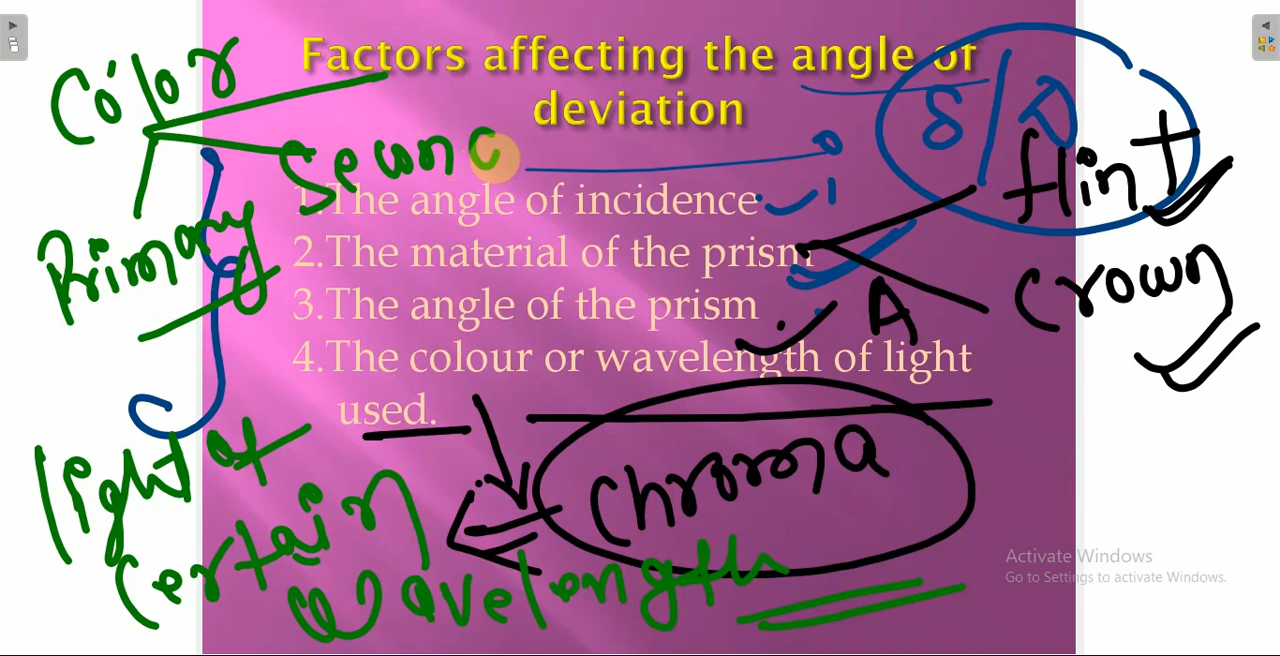 Factors affecting the angle of
deviation
1.The angle of incidence
2.The material of the prism
3.The angle of the prism
4.The colour or wavelength of light
used.
Color
Secone
Primary
δ/D
i
flint
Crown
A
Chroma
light of
certain
wavelength
Activate Windows
Go to Settings to activate Windows.